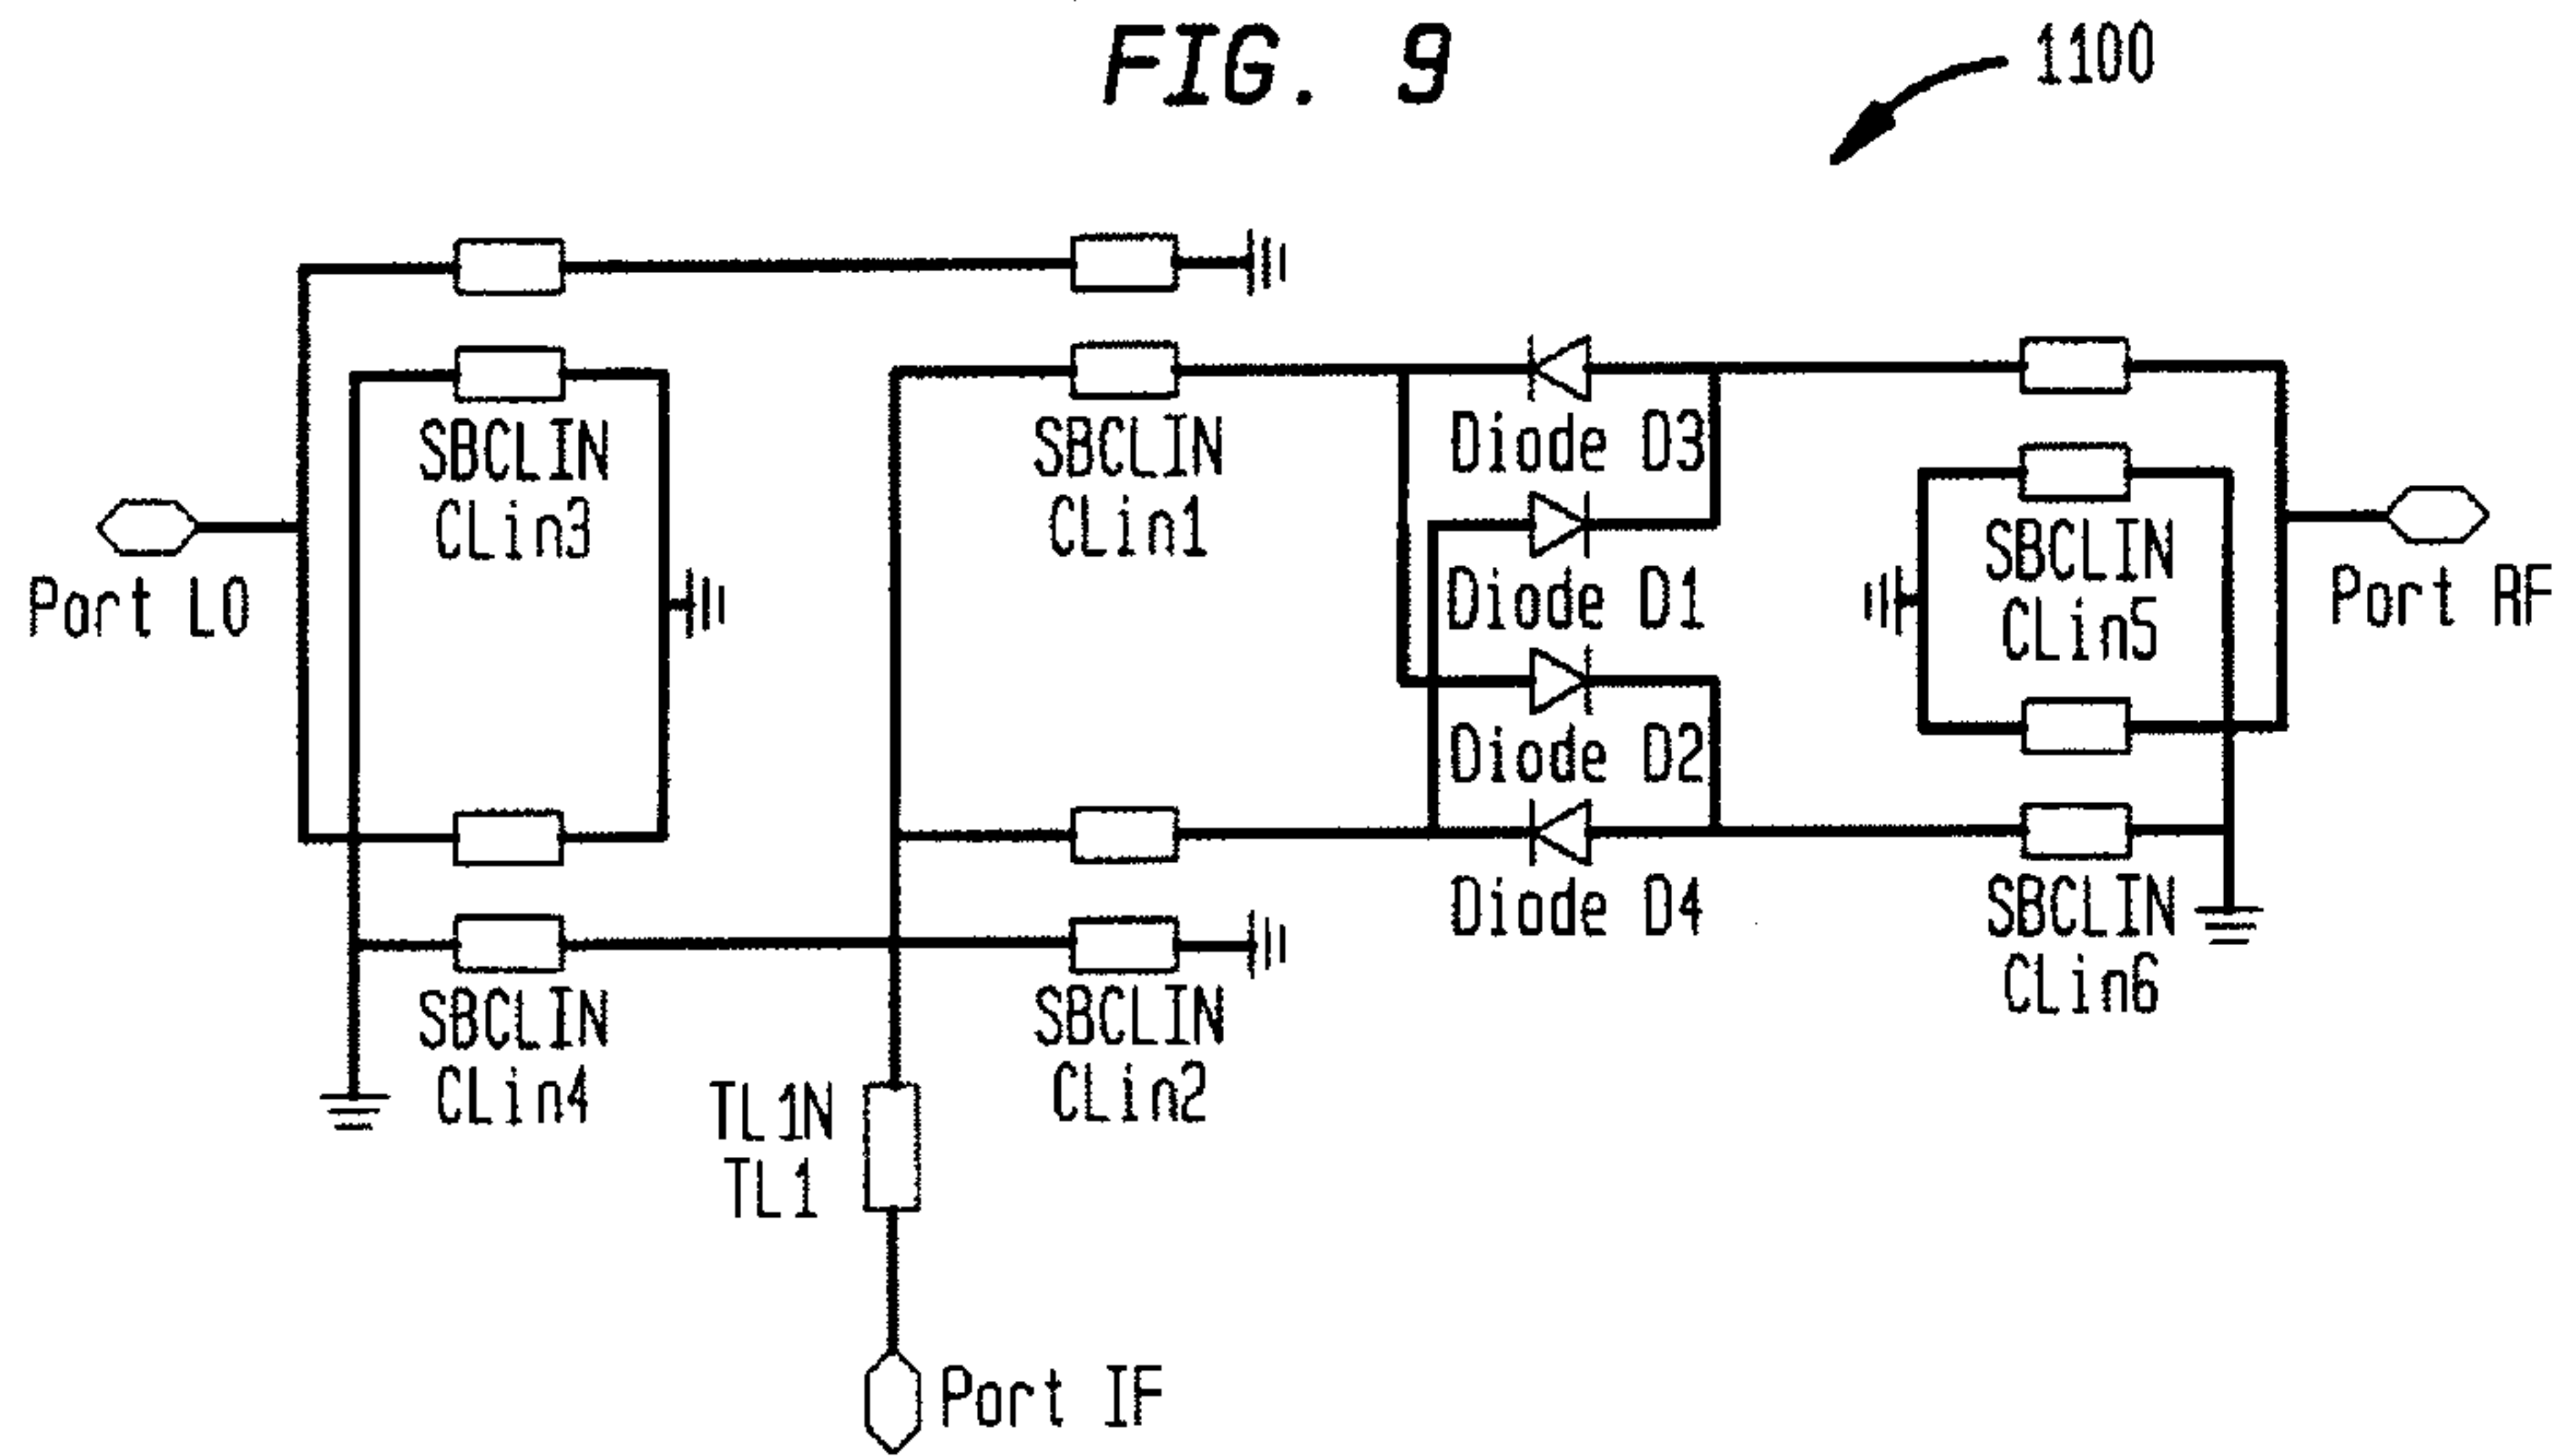 FIG. 9
1100
SBCLIN
CLin3
SBCLIN
CLin1
Diode D3
Port LO
Diode D1
SBCLIN
CLin5
Port RF
Diode D2
Diode D4
SBCLIN
CLin6
SBCLIN
CLin4
SBCLIN
CLin2
TL1N
TL1
Port IF